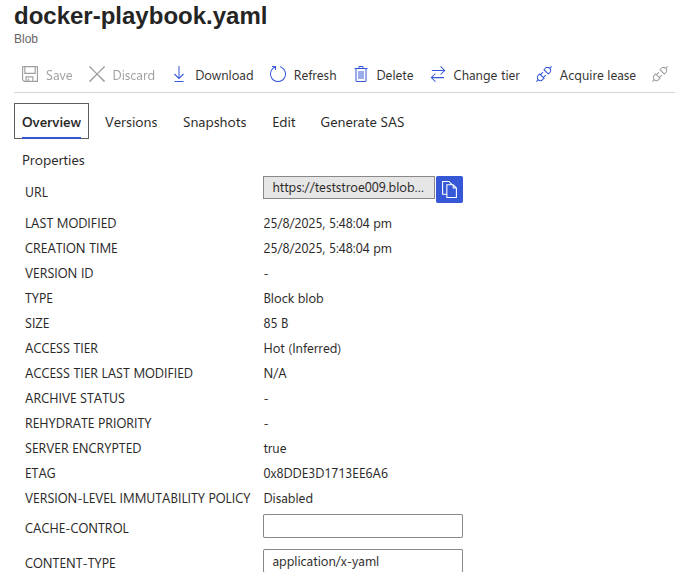 docker-playbook.yaml
Blob
Save Discard Download Refresh Delete Change tier Acquire lease
Overview Versions Snapshots Edit Generate SAS
Properties
URL https://teststroe009.blob...
LAST MODIFIED 25/8/2025, 5:48:04 pm
CREATION TIME 25/8/2025, 5:48:04 pm
VERSION ID -
TYPE Block blob
SIZE 85 B
ACCESS TIER Hot (Inferred)
ACCESS TIER LAST MODIFIED N/A
ARCHIVE STATUS -
REHYDRATE PRIORITY -
SERVER ENCRYPTED true
ETAG 0x8DDE3D1713EE6A6
VERSION-LEVEL IMMUTABILITY POLICY Disabled
CACHE-CONTROL
CONTENT-TYPE application/x-yaml